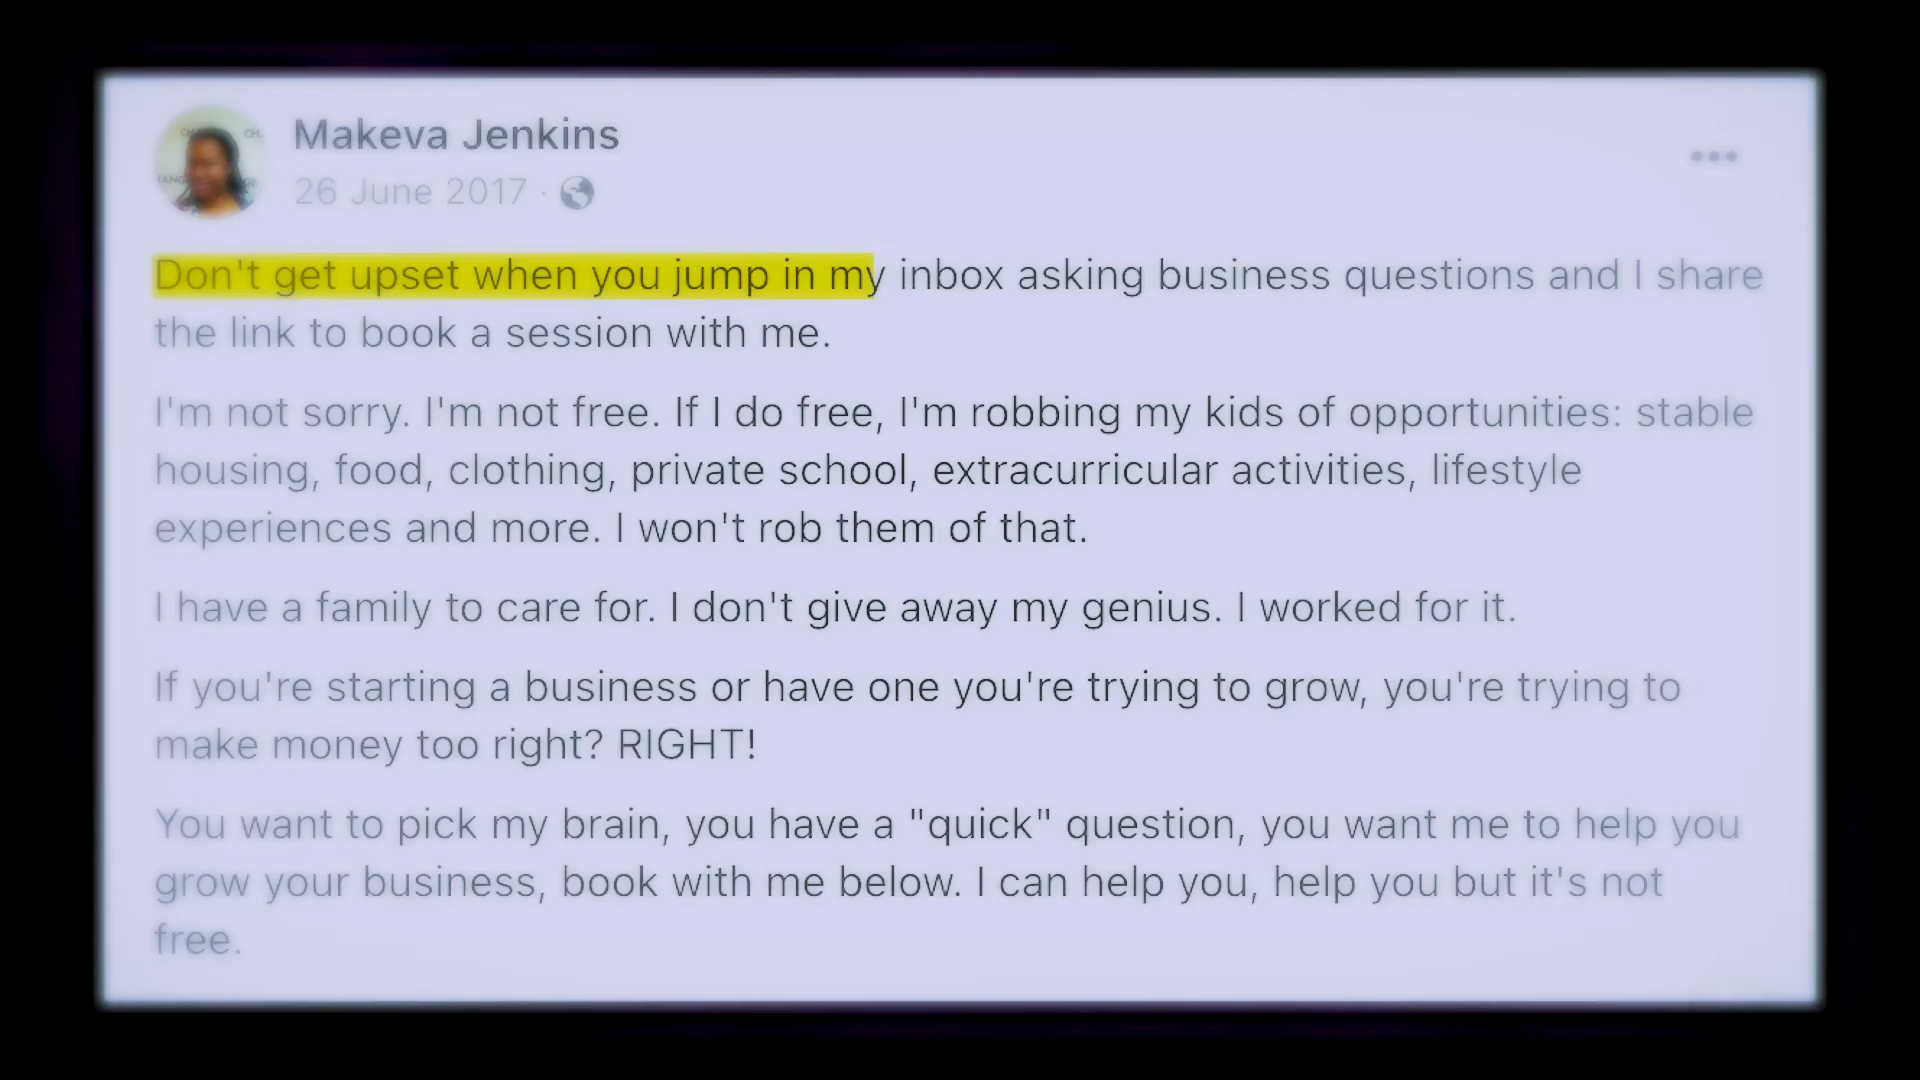 Makeva Jenkins
26 June 2017 ·
Don't get upset when you jump in my inbox asking business questions and I share
the link to book a session with me.
I'm not sorry. I'm not free. If I do free, I'm robbing my kids of opportunities: stable
housing, food, clothing, private school, extracurricular activities, lifestyle
experiences and more. I won't rob them of that.
I have a family to care for. I don't give away my genius. I worked for it.
If you're starting a business or have one you're trying to grow, you're trying to
make money too right? RIGHT!
You want to pick my brain, you have a "quick" question, you want me to help you
grow your business, book with me below. I can help you, help you but it's not
free.